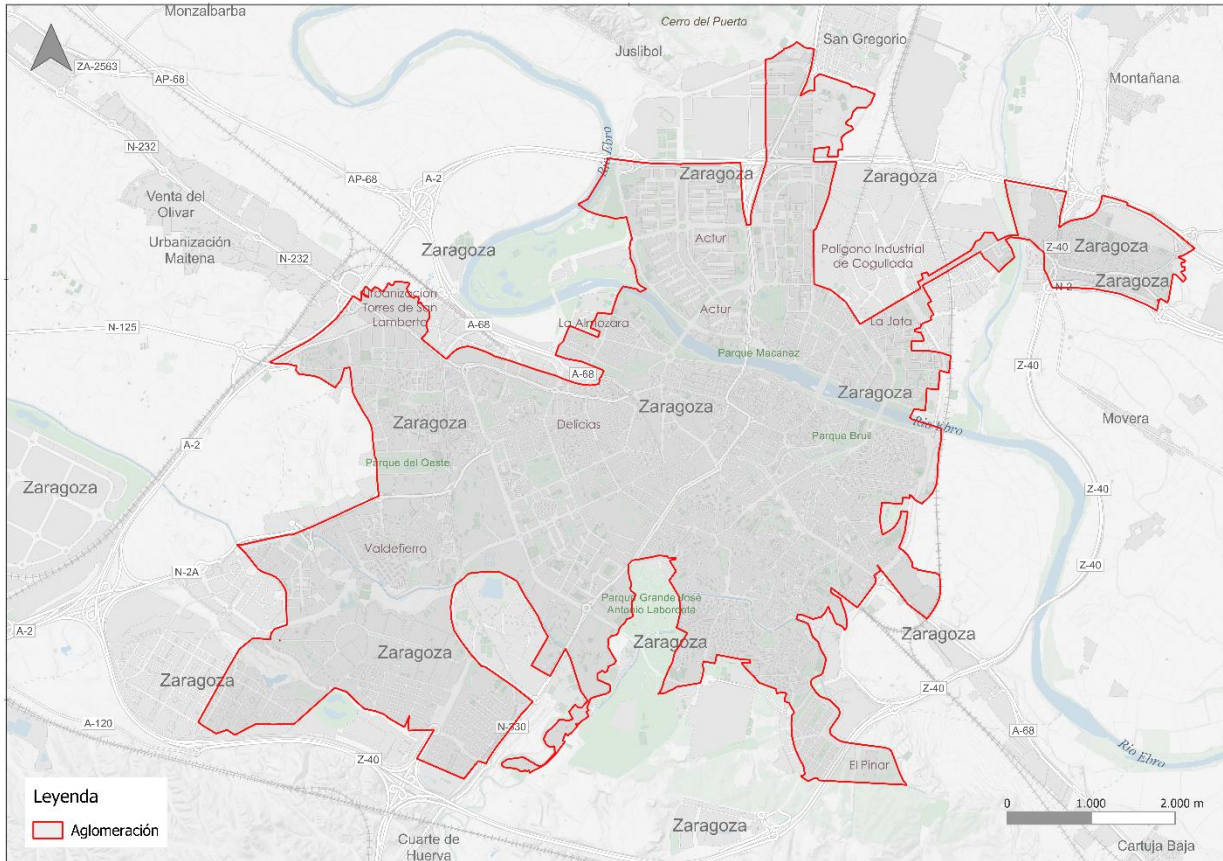 Monzalbarba
Cerro del Puerto
San Gregorio
Juslibol
ZA-2563
AP-68
Montañana
Río Ebro
N-232
AP-68
A-2
Zaragoza
Zaragoza
Venta del
Olivar
Urbanización
Maitena
Zaragoza
Actur
Polígono Industrial
de Cogullada
Z-40
Zaragoza
Zaragoza
N-232
N-2
Urbanización
Torres de San
Lamberto
A-68
La Almozara
Actur
La Jota
N-125
Parque Macanaz
Z-40
A-68
Zaragoza
Zaragoza
Zaragoza
Delicias
Movera
Río Ebro
Parque Bruil
A-2
Parque del Oeste
Zaragoza
Z-40
Valdefierro
Z-40
N-2A
Parque Grande José
Antonio Labordeta
A-2
Zaragoza
Zaragoza
Zaragoza
Zaragoza
Z-40
A-120
N-330
A-68
Z-40
Río Ebro
El Pinar
Leyenda
Aglomeración
0 1.000 2.000 m
Zaragoza
Cuarte de
Huerva
Cartuja Baja